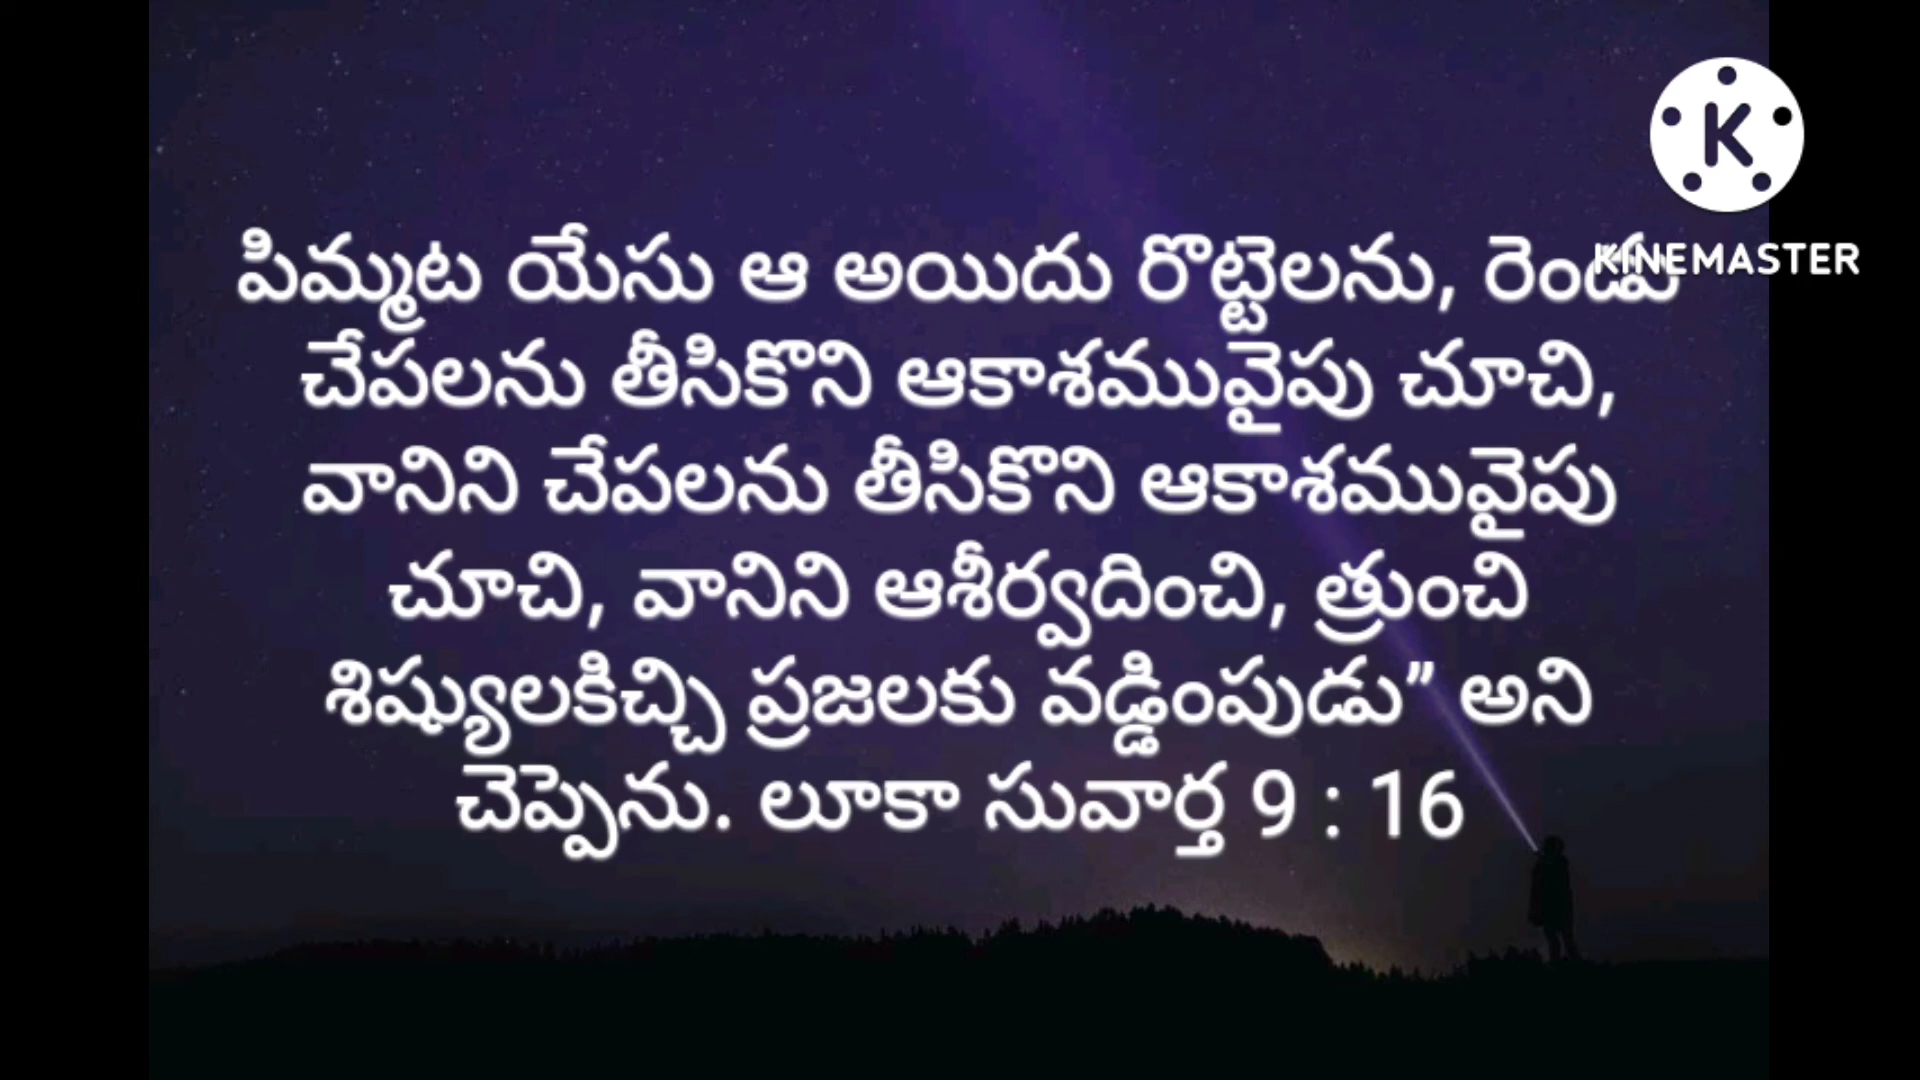 పిమ్మట యేసు ఆ అయిదు రొట్టెలను, రెండు
చేపలను తీసికొని ఆకాశమువైపు చూచి,
వానిని చేపలను తీసికొని ఆకాశమువైపు
చూచి, వానిని ఆశీర్వదించి, త్రుంచి
శిష్యులకిచ్చి ప్రజలకు వడ్డింపుడు” అని
చెప్పెను. లూకా సువార్త 9 : 16
K
KINEMASTER